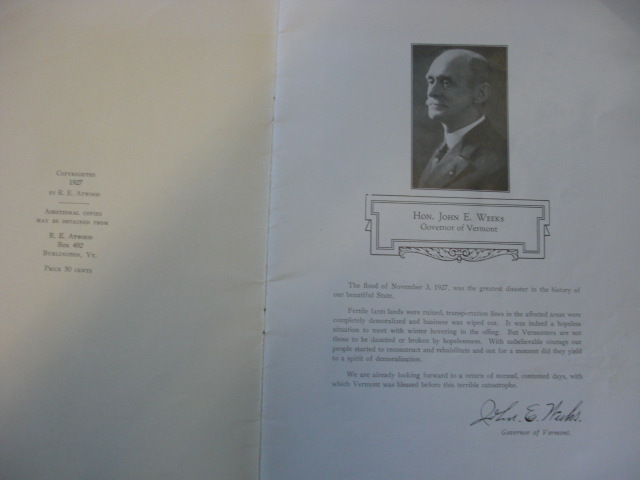 COPYRIGHTED
1927
BY R. E. ATWOOD
ADDITIONAL COPIES
MAY BE OBTAINED FROM
R. E. ATWOOD
BOX 492
BURLINGTON, VT.
PRICE 50 CENTS
HON. JOHN E. WEEKS
Governor of Vermont
The flood of November 3, 1927, was the greatest disaster in the history of
our beautiful State.
Fertile farm lands were ruined, transportation lines in the affected areas were
completely demoralized and business was wiped out. It was indeed a hopeless
situation to meet with winter hovering in the offing. But Vermonters are not
those to be daunted or broken by hopelessness. With unbelievable courage our
people started to reconstruct and rehabilitate and not for a moment did they yield
to a spirit of demoralization.
We are already looking forward to a return of normal, contented days, with
which Vermont was blessed before this terrible catastrophe.
John E. Weeks.
Governor of Vermont.